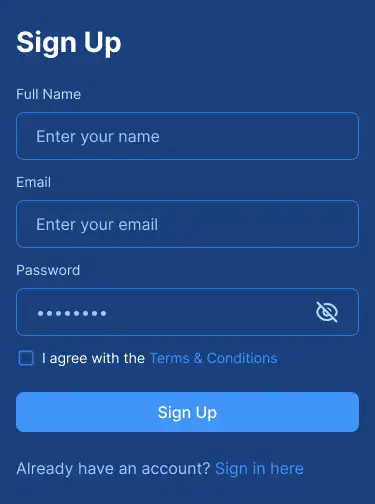 Sign Up
Full Name
Enter your name
Email
Enter your email
Password
••••••••
I agree with the Terms & Conditions
Sign Up
Already have an account? Sign in here